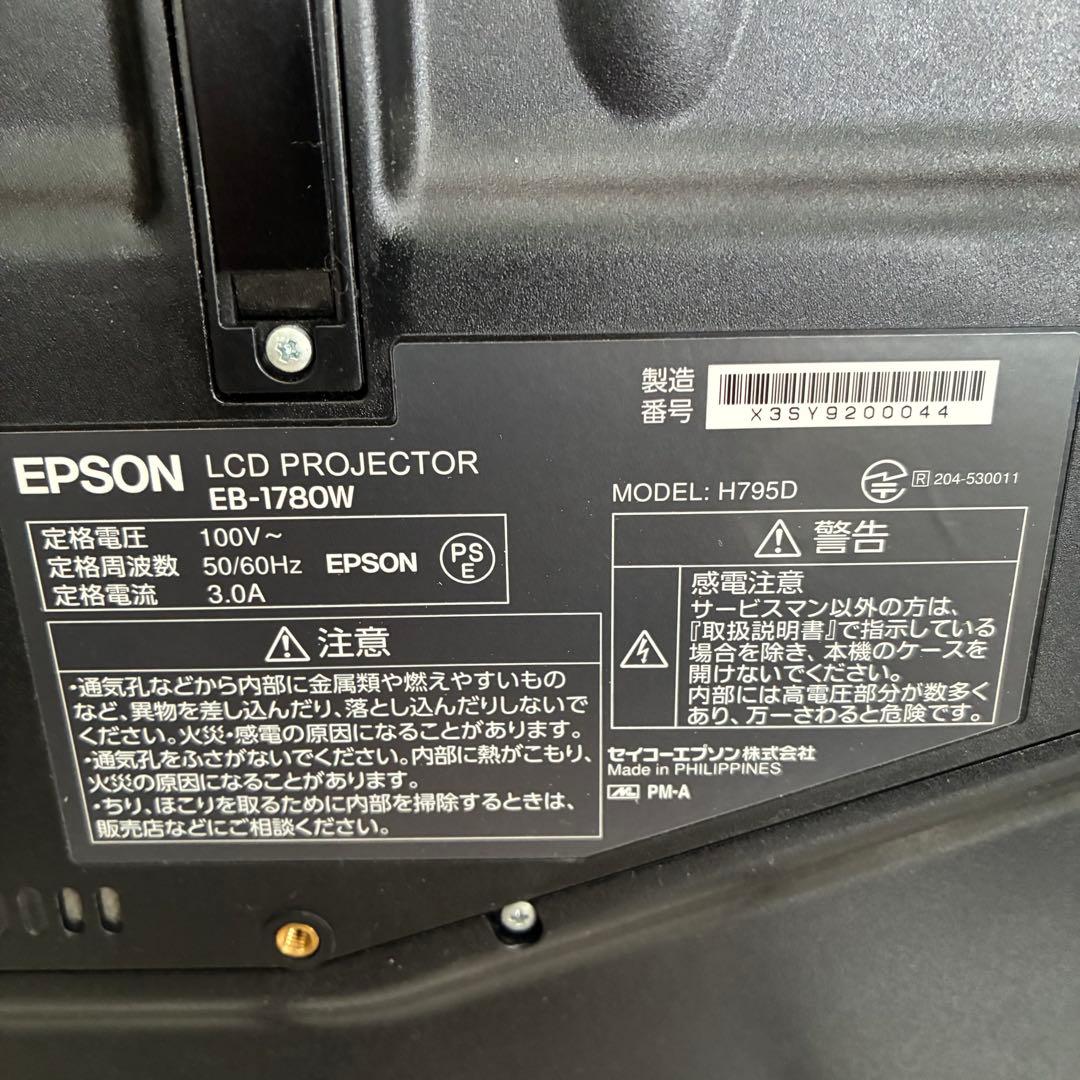 製造
番号
X3SY9200044
EPSON LCD PROJECTOR
EB-1780W
定格電圧 100V~
定格周波数 50/60Hz EPSON PSE
定格電流 3.0A
注意
・通気孔などから内部に金属類や燃えやすいもの
など、異物を差し込んだり、落とし込んだりしないで
ください。火災・感電の原因になることがあります。
・通気孔をふさがないでください。内部に熱がこもり、
火災の原因になることがあります。
・ちり、ほこりを取るために内部を掃除するときは、
販売店などにご相談ください。
MODEL: H795D
R 204-530011
警告
感電注意
サービスマン以外の方は、
『取扱説明書』で指示している
場合を除き、本機のケースを
開けないでください。
内部には高電圧部分が数多く
あり、万一さわると危険です。
セイコーエプソン株式会社
Made in PHILIPPINES
PM-A